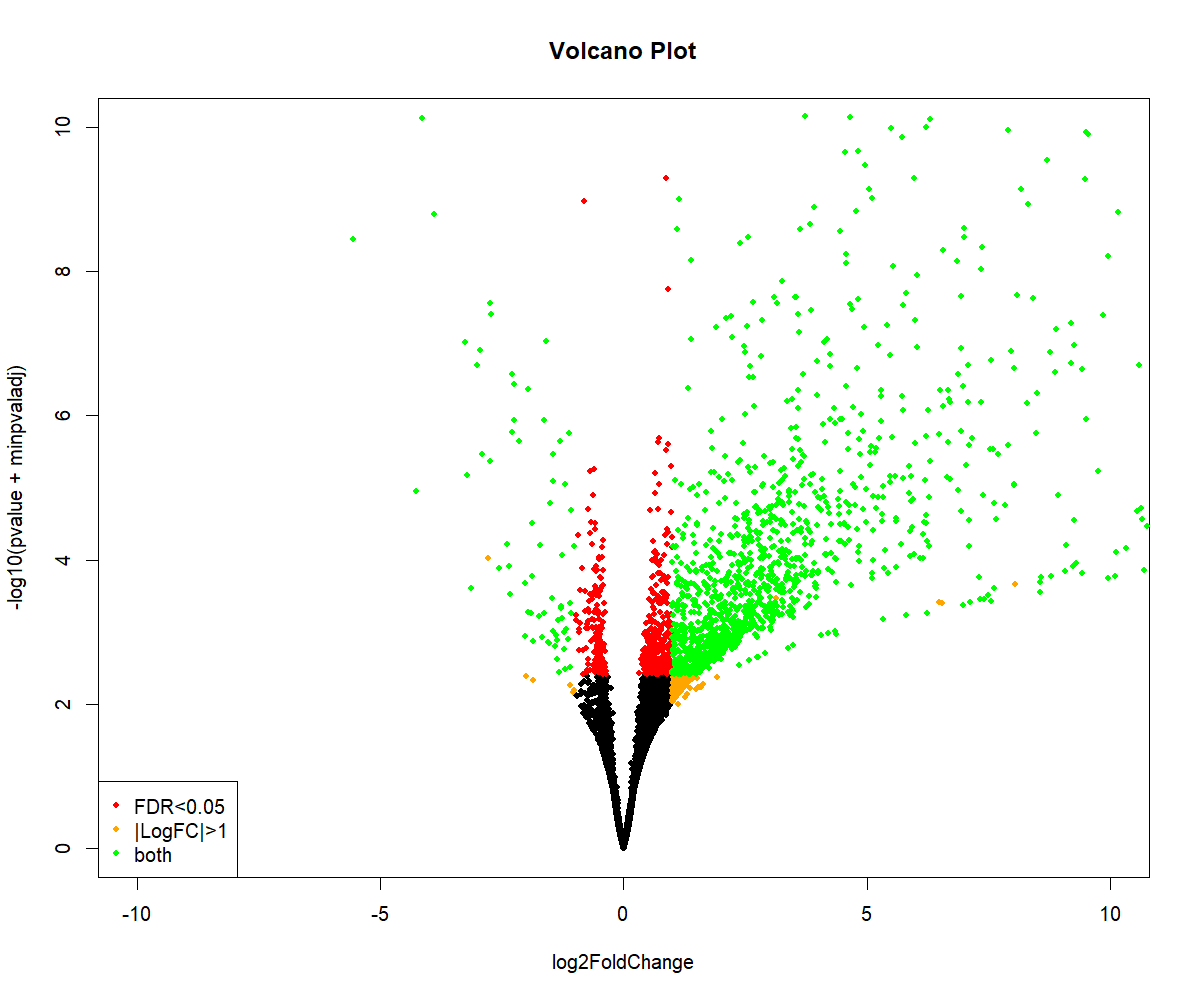 Volcano Plot
-log10(pvalue + minpvaladj)
10
8
6
4
2
0
FDR<0.05
|LogFC|>1
both
-10 -5 0 5 10
log2FoldChange